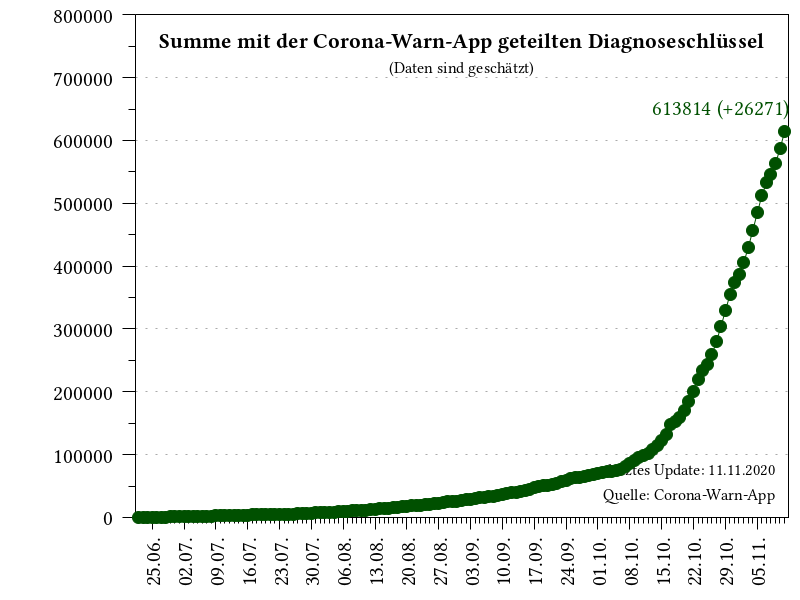 800000
Summe mit der Corona-Warn-App geteilten Diagnoseschlüssel
(Daten sind geschätzt)
700000
613814 (+26271)
600000
500000
400000
300000
200000
100000
Update: 11.11.2020
Quelle: Corona-Warn-App
0
25.06. 02.07. 09.07. 16.07. 23.07. 30.07. 06.08. 13.08. 20.08. 27.08. 03.09. 10.09. 17.09. 24.09. 01.10. 08.10. 15.10. 22.10. 29.10. 05.11.